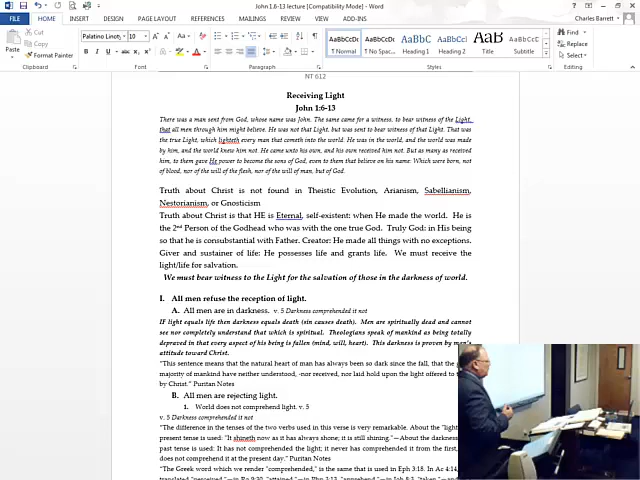 John 1.6-13 lecture [Compatibility Mode] - Word
FILE HOME INSERT DESIGN PAGE LAYOUT REFERENCES MAILINGS REVIEW VIEW ADD-INS Charles Barrett
Cut
Copy
Format Painter
Paste
Palatino Linoty 10
AaBbCcDc AaBbCcDc AaBbC AaBbCc AaB AaBbCcD
¶ Normal ¶ No Spac... Heading 1 Heading 2 Title Subtitle
Find
Replace
Select
Clipboard Font Paragraph Styles Editing
NT 612
Receiving Light
John 1:6-13
There was a man sent from God, whose name was John. The same came for a witness, to bear witness of the Light,
that all men through him might believe. He was not that Light, but was sent to bear witness of that Light. That was
the true Light, which lighteth every man that cometh into the world. He was in the world, and the world was made
by him, and the world knew him not. He came unto his own, and his own received him not. But as many as received
him, to them gave He power to become the sons of God, even to them that believe on his name: Which were born, not
of blood, nor of the will of the flesh, nor of the will of man, but of God.
Truth about Christ is not found in Theistic Evolution, Arianism, Sabellianism,
Nestorianism, or Gnosticism
Truth about Christ is that HE is Eternal, self-existent: when He made the world. He is
the 2nd Person of the Godhead who was with the one true God. Truly God: in His being
so that he is consubstantial with Father. Creator: He made all things with no exceptions.
Giver and sustainer of life: He possesses life and grants life. We must receive the
light/life for salvation.
We must bear witness to the Light for the salvation of those in the darkness of world.
I. All men refuse the reception of light.
A. All men are in darkness. v. 5 Darkness comprehended it not
IF light equals life then darkness equals death (sin causes death). Men are spiritually dead and cannot
see nor completely understand that which is spiritual. Theologians speak of mankind as being totally
depraved in that every aspect of his being is fallen (mind, will, heart). This darkness is proven by men's
attitude toward Christ.
"This sentence means that the natural heart of man has always been so dark since the fall, that the
majority of mankind have neither understood, -nor received, nor laid hold upon the light offered to
by Christ." Puritan Notes
B. All men are rejecting light.
1. World does not comprehend light. v. 5
v. 5 Darkness comprehended it not
"The difference in the tenses of the two verbs used in this verse is very remarkable. About the "light"
present tense is used: "It shineth now as it has always shone; it is still shining."—About the darkness
past tense is used: It has not comprehended the light; it never has comprehended it from the first,
does not comprehend it at the present day." Puritan Notes
"The Greek word which we render "comprehended," is the same that is used in Eph 3:18. In Ac 4:14,